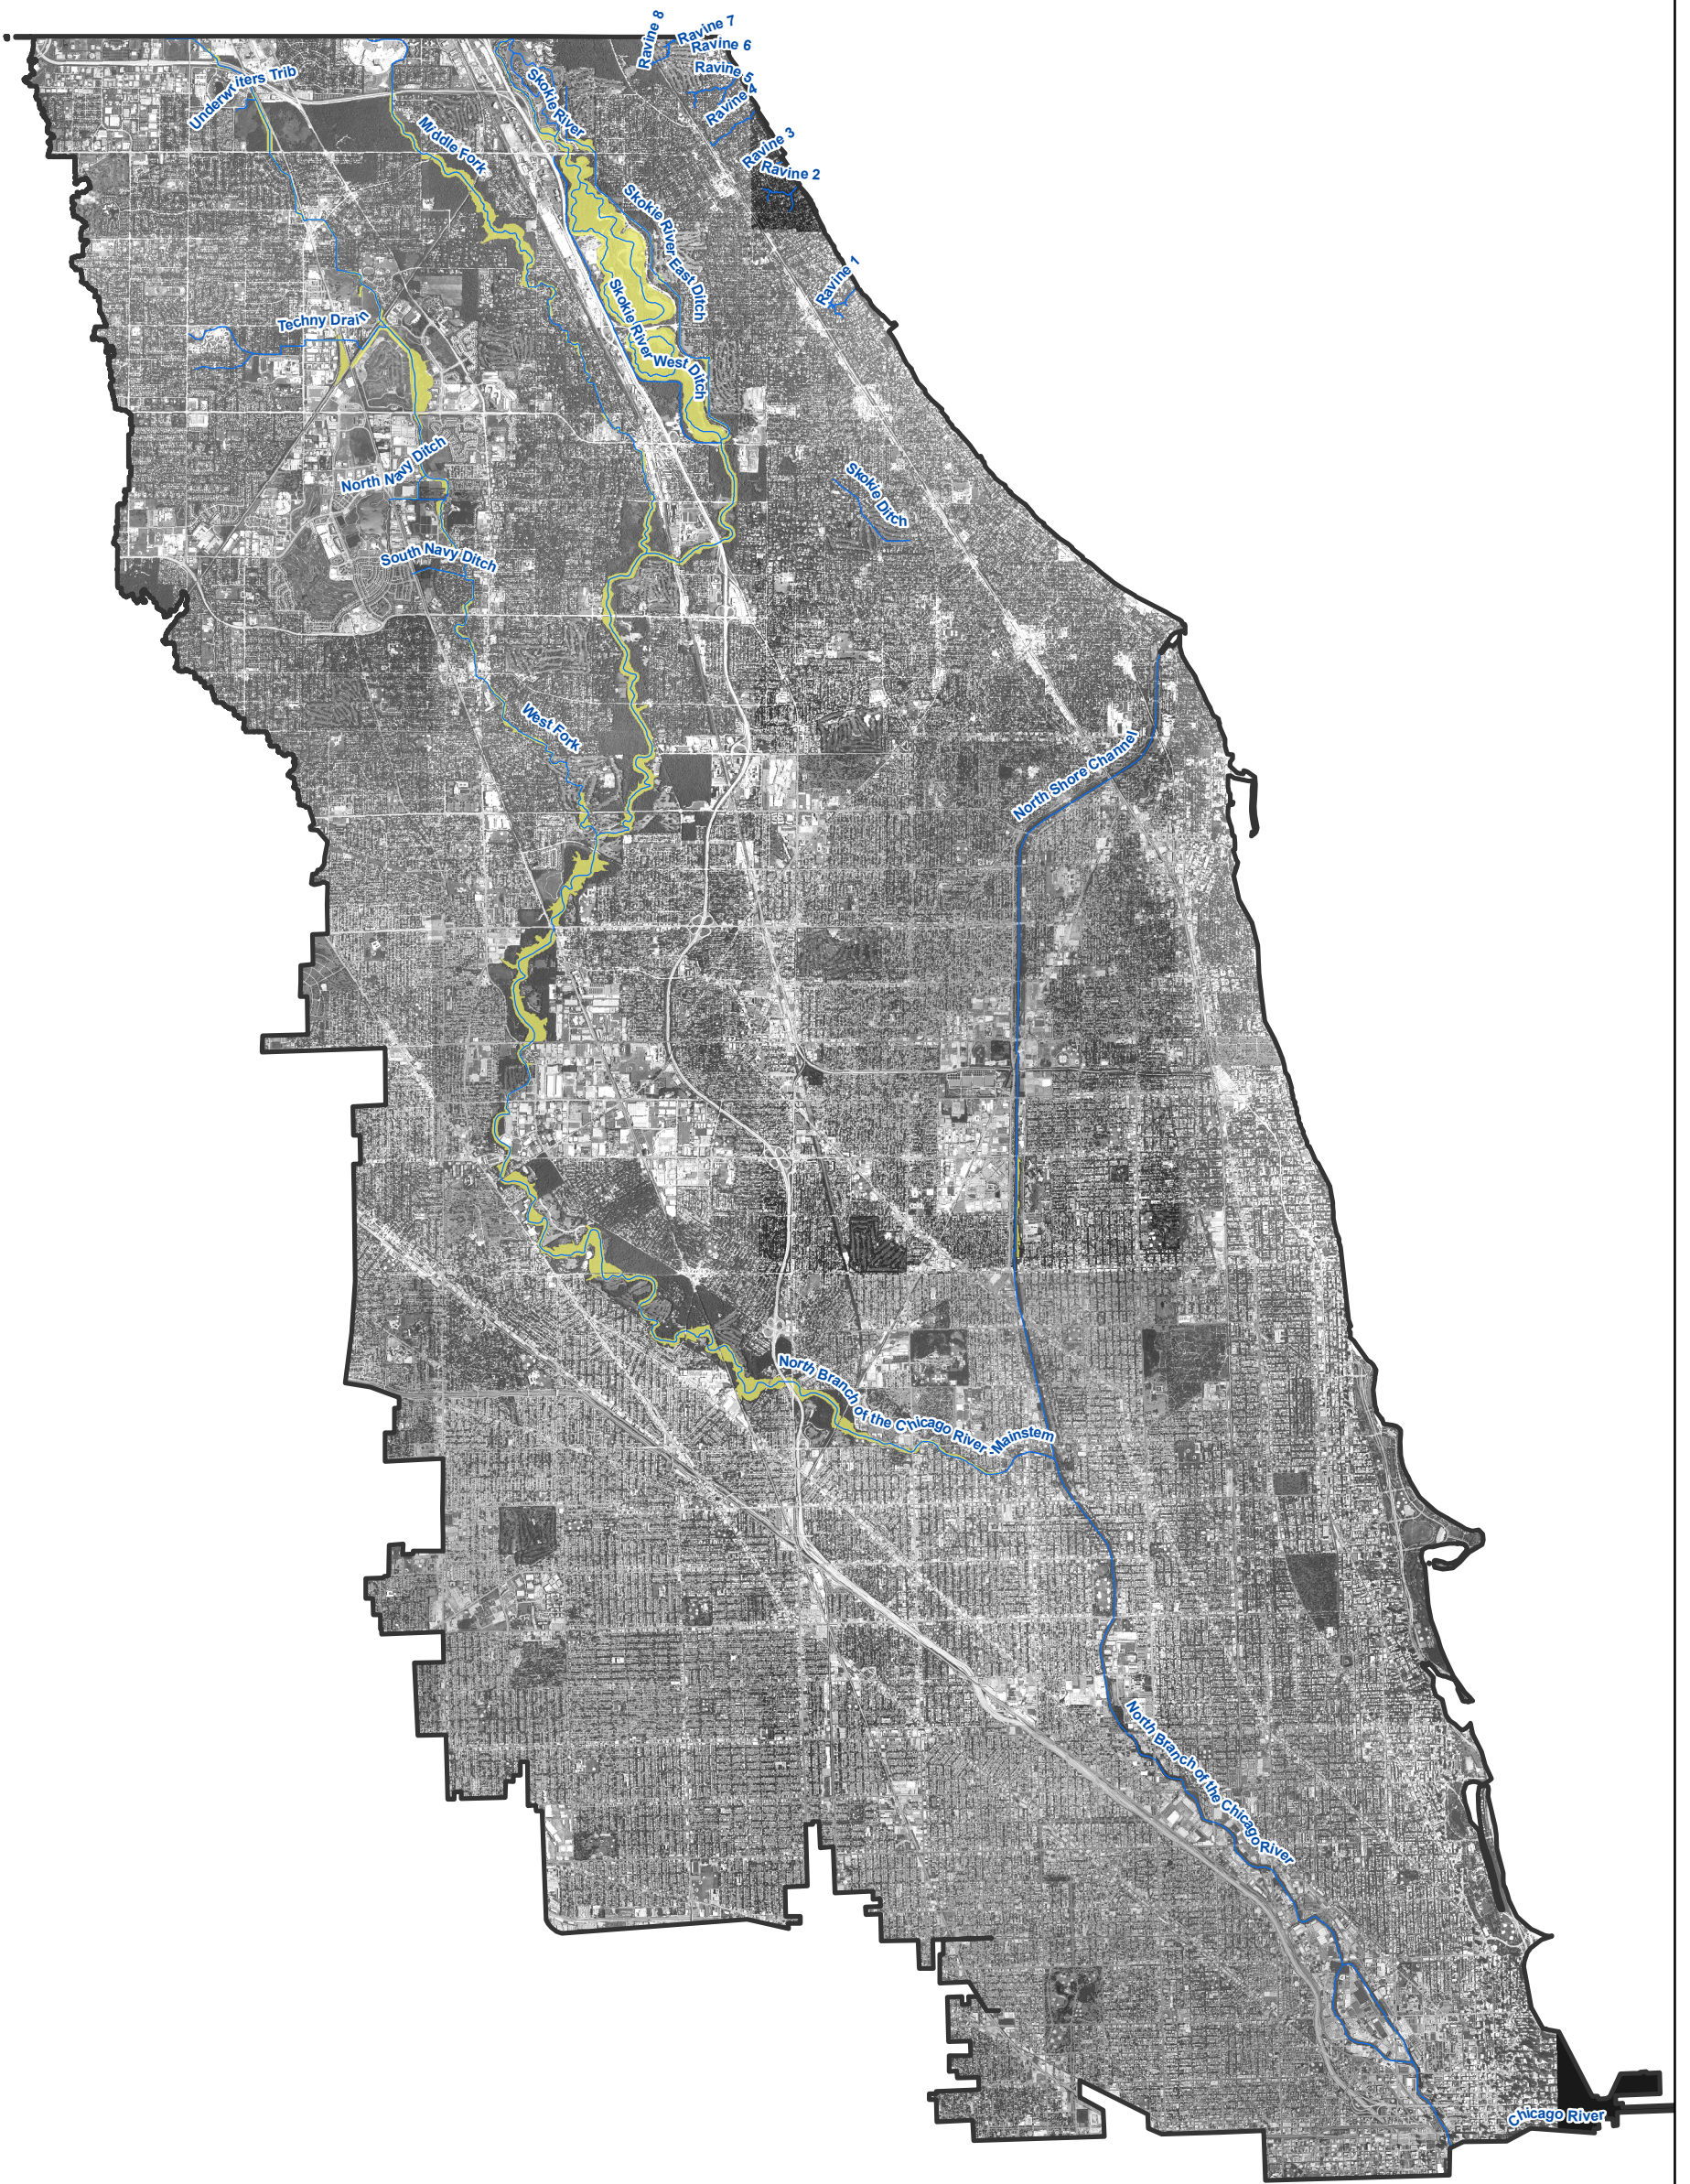 Ravine 8
Ravine 7
Ravine 6
Ravine 5
Ravine 4
Ravine 3
Ravine 2
Underwriters Trib
Skokie River
Middle Fork
Skokie River East Ditch
Ravine 1
Skokie River West Ditch
Techny Drain
North Navy Ditch
Skokie Ditch
South Navy Ditch
West Fork
North Shore Channel
North Branch of the Chicago River -Mainstem
North Branch of the Chicago River
Chicago River